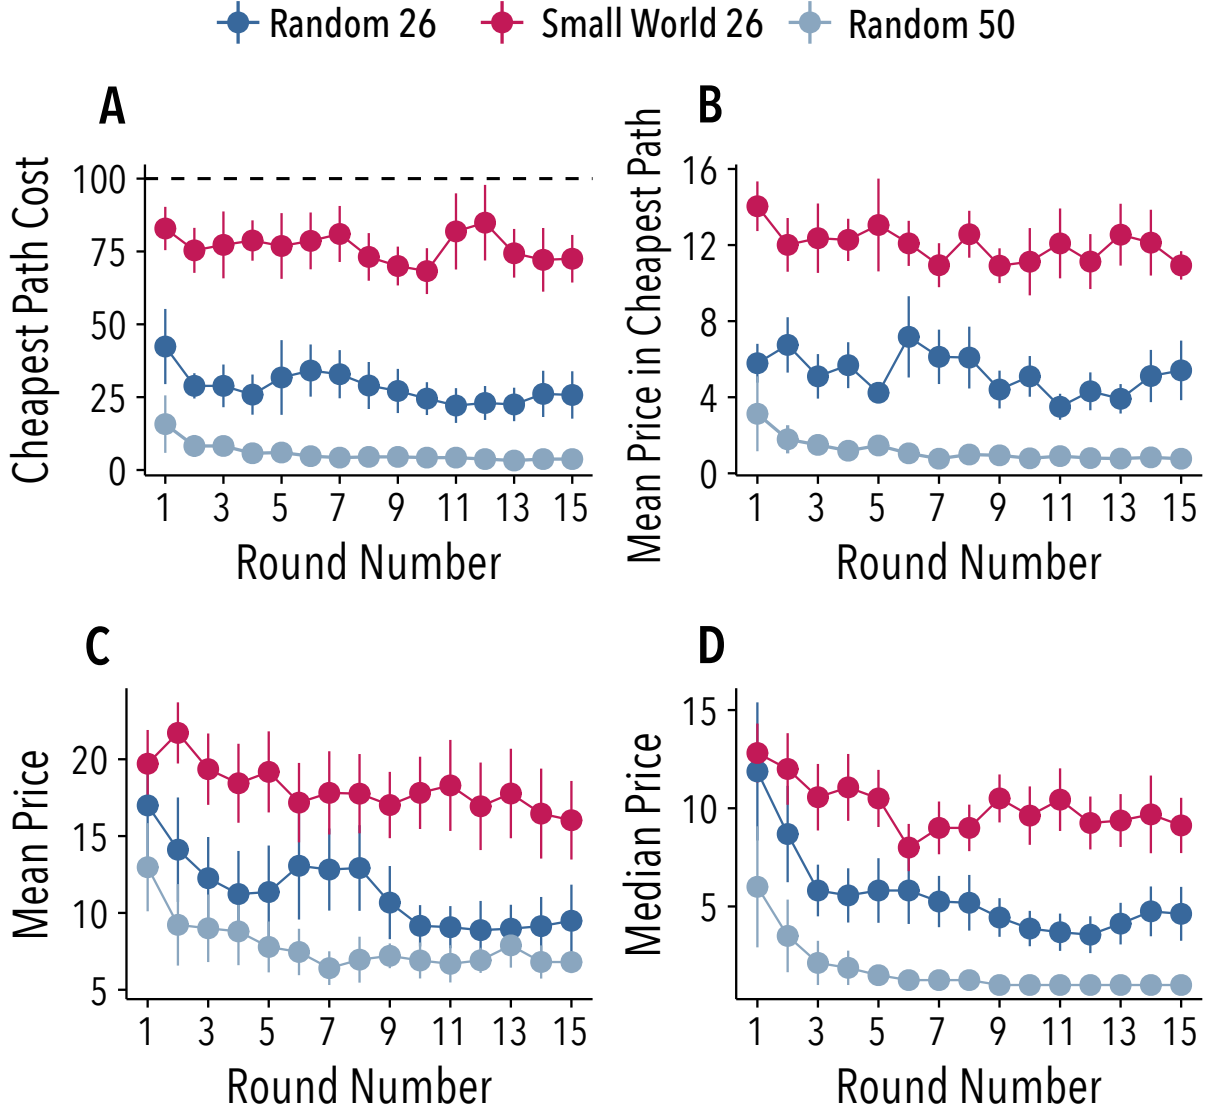 Random 26 Small World 26 Random 50
A
Cheapest Path Cost
100
75
50
25
0
1 3 5 7 9 11 13 15
Round Number
B
Mean Price in Cheapest Path
16
12
8
4
0
1 3 5 7 9 11 13 15
Round Number
C
Mean Price
20
15
10
5
1 3 5 7 9 11 13 15
Round Number
D
Median Price
15
10
5
1 3 5 7 9 11 13 15
Round Number